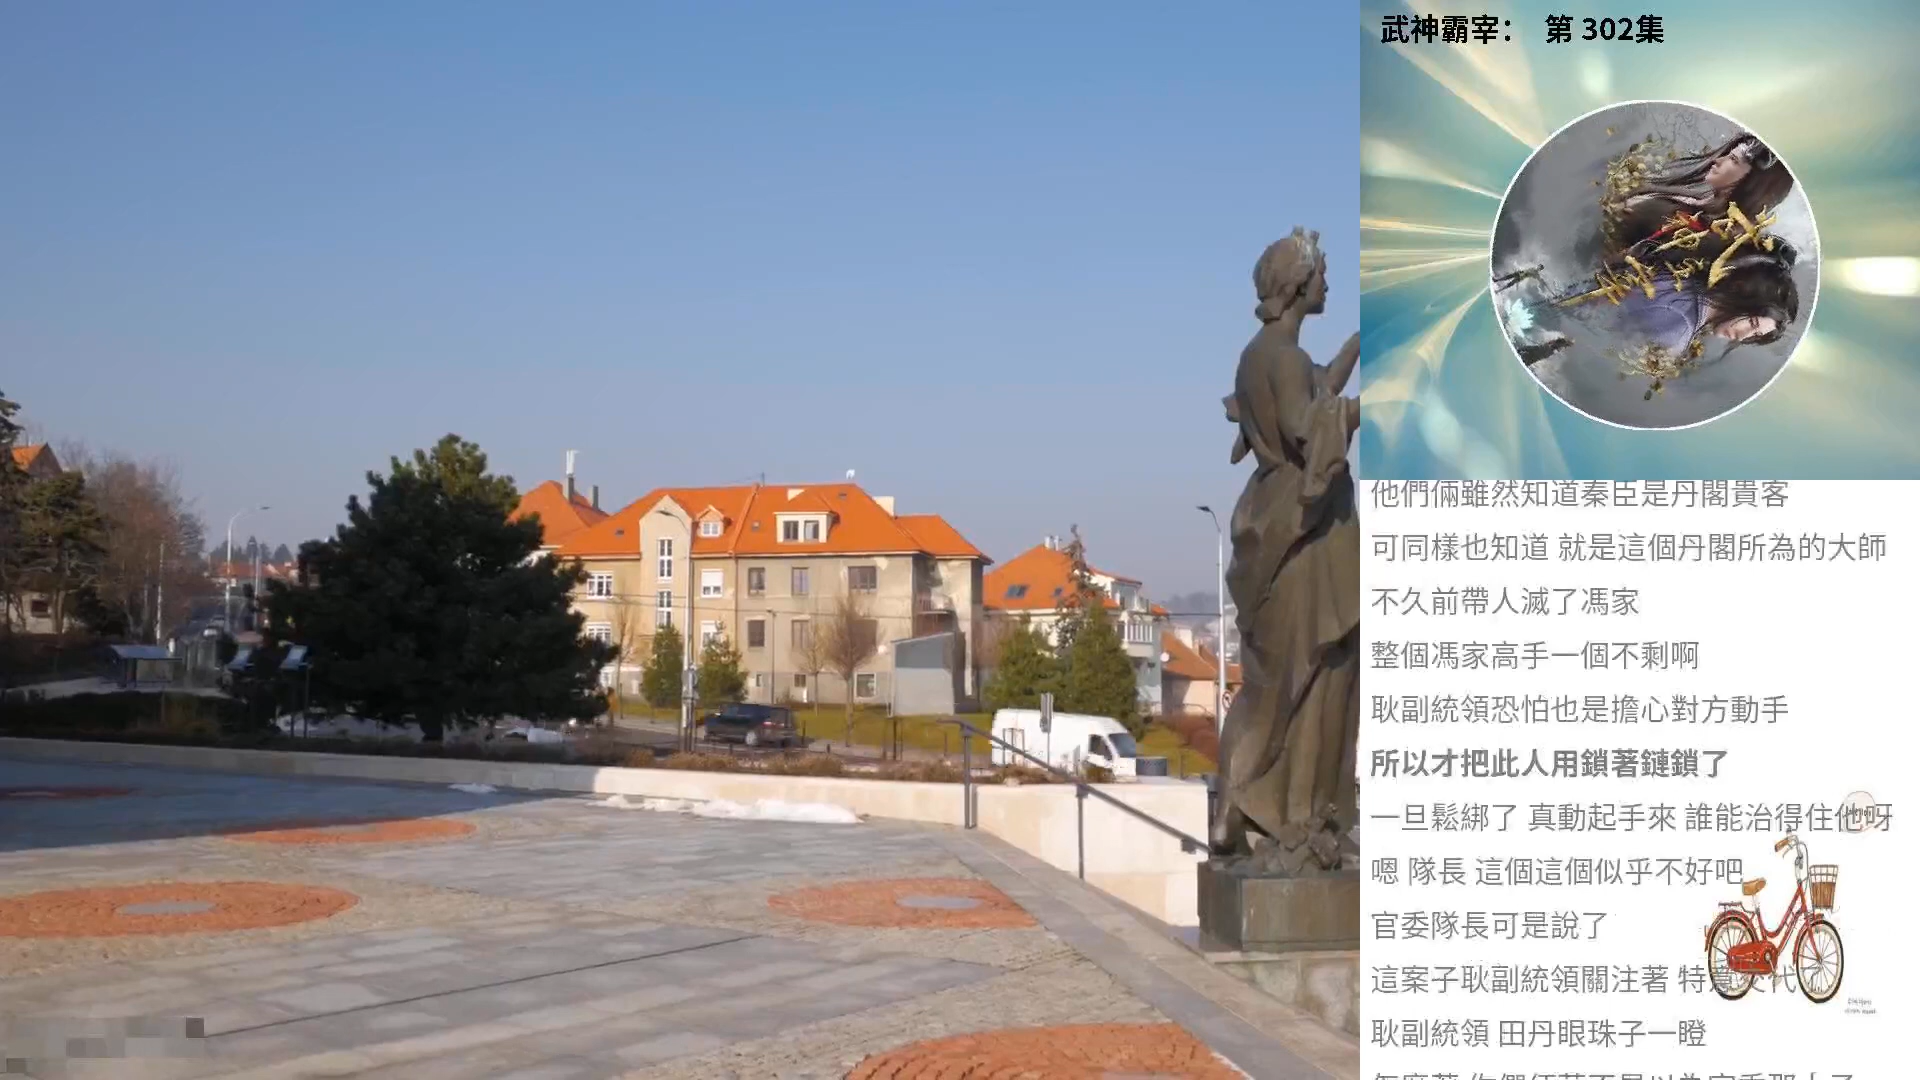 武神霸宰： 第 302集
他們倆雖然知道秦臣是丹閣貴客
可同樣也知道 就是這個丹閣所為的大師
不久前帶人滅了馮家
整個馮家高手一個不剩啊
耿副統領恐怕也是擔心對方動手
所以才把此人用鎖著鏈鎖了
一旦鬆綁了 真動起手來 誰能治得住他呀
嗯 隊長 這個這個似乎不好吧
官委隊長可是說了
這案子耿副統領關注著 特意交代
耿副統領 田丹眼珠子一瞪